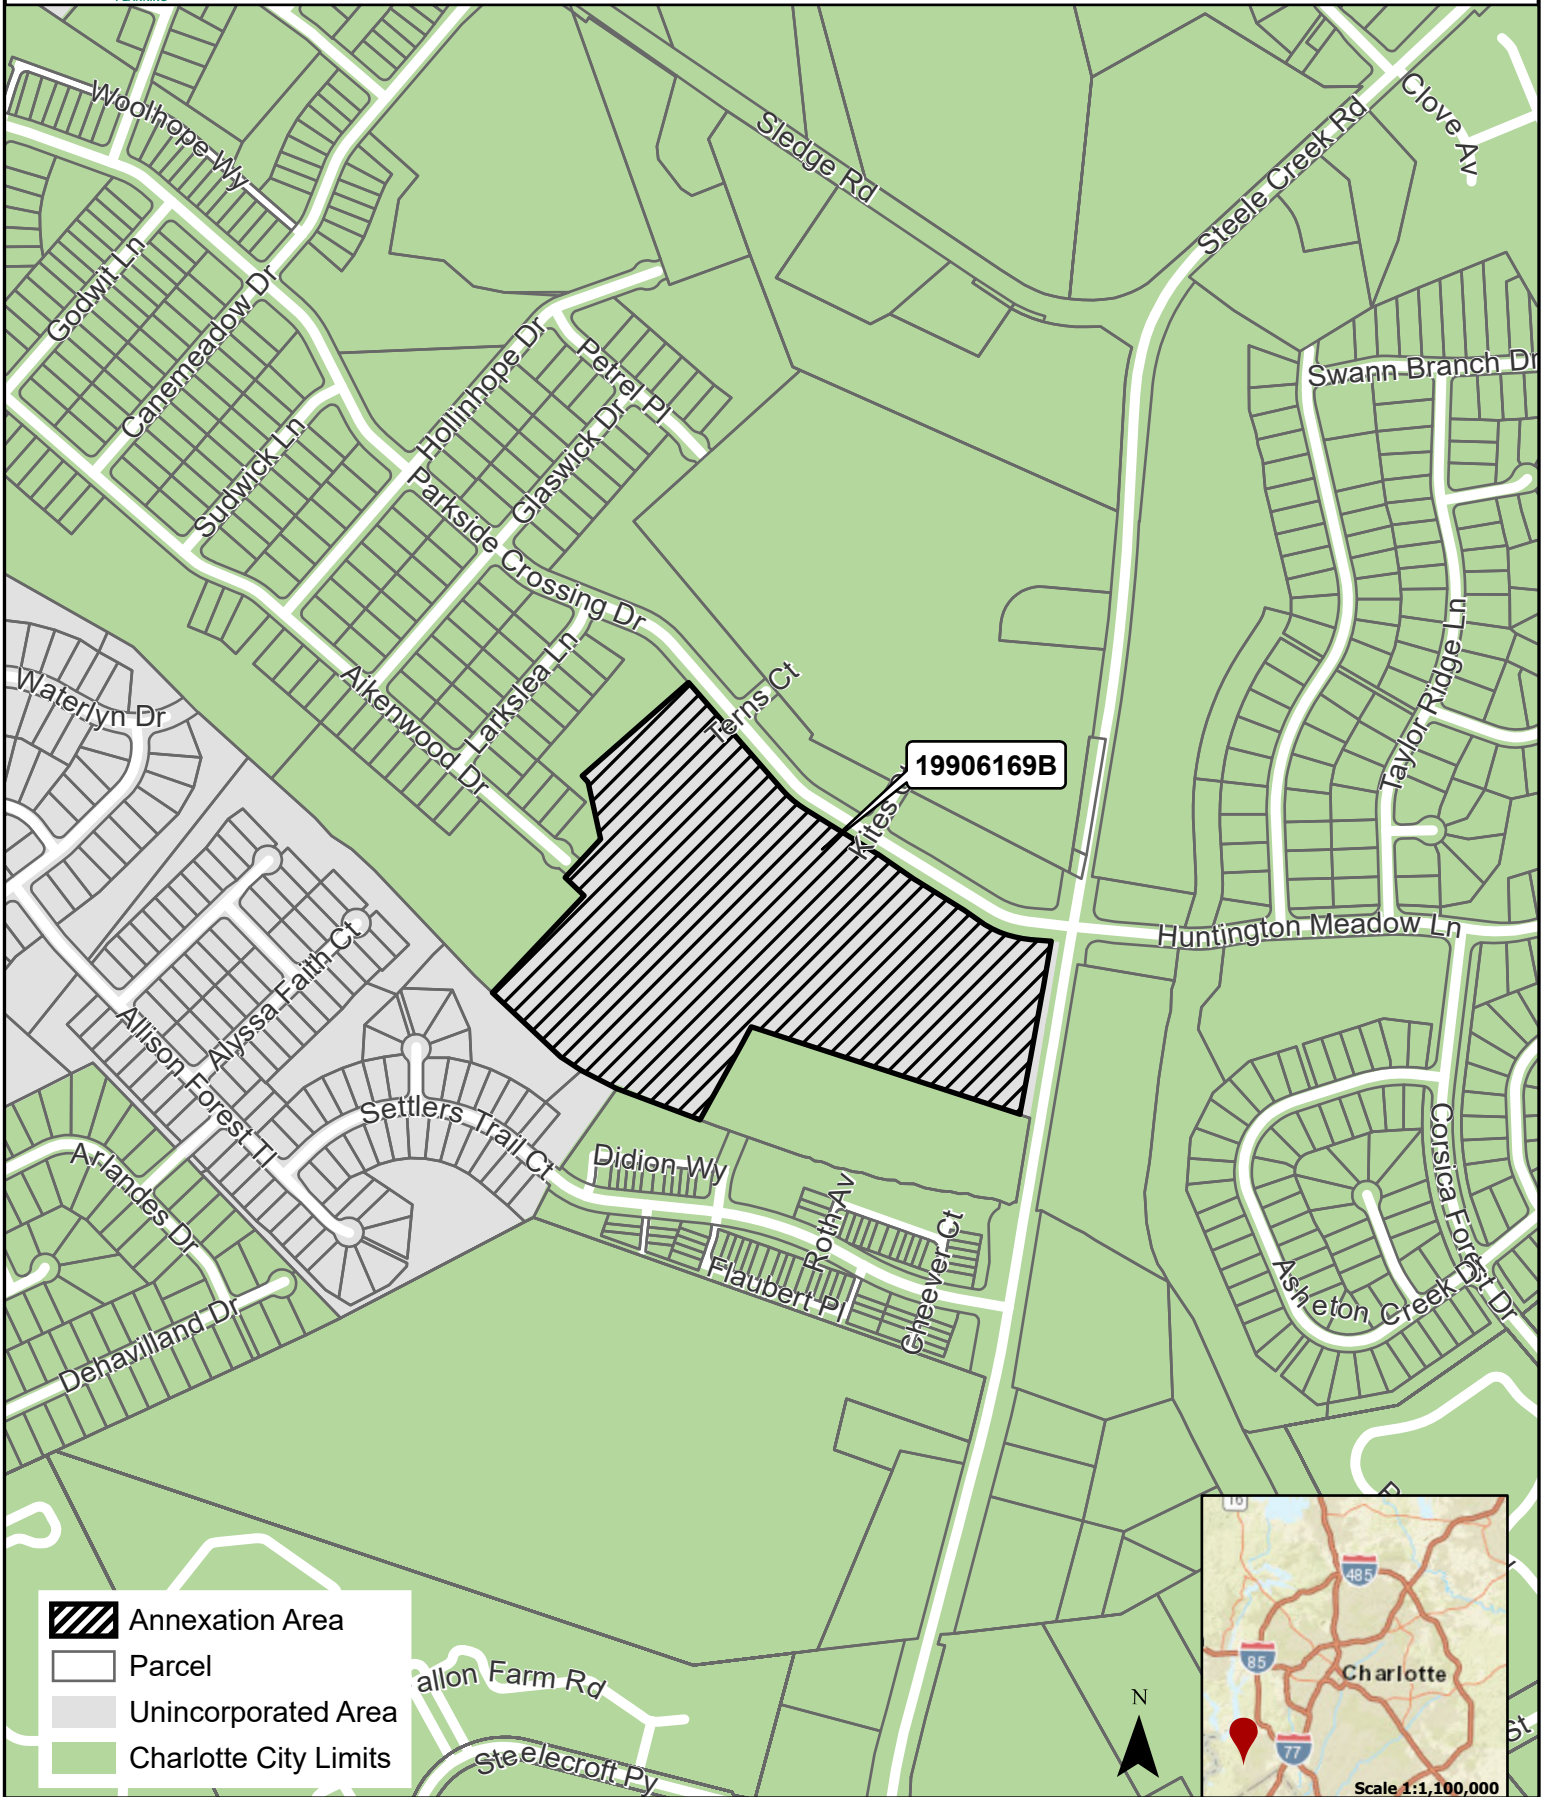 Woolhope Wy
Sledge Rd
Clove Av
Steele Creek Rd
Godwit Ln
Canemeadow Dr
Hollinhope Dr
Petrel Pl
Swann Branch Dr
Glaswick Dr
Sudwick Ln
Parkside Crossing Dr
Larkslea Ln
Aikenwood Dr
Terns Ct
Taylor Ridge Ln
Waterlyn Dr
19906169B
Kites
Huntington Meadow Ln
Alyssa Faith Ct
Allison Forest Tl
Settlers Trail Ct
Arlandes Dr
Didion Wy
Roth Av
Cheever Ct
Flaubert Pl
Corsica Forest Dr
Asheton Creek Dr
Dehavilland Dr
16
485
85
Charlotte
77
Scale 1:1,100,000
Annexation Area
Parcel
Unincorporated Area
Charlotte City Limits
allon Farm Rd
Steelecroft Py
N
St